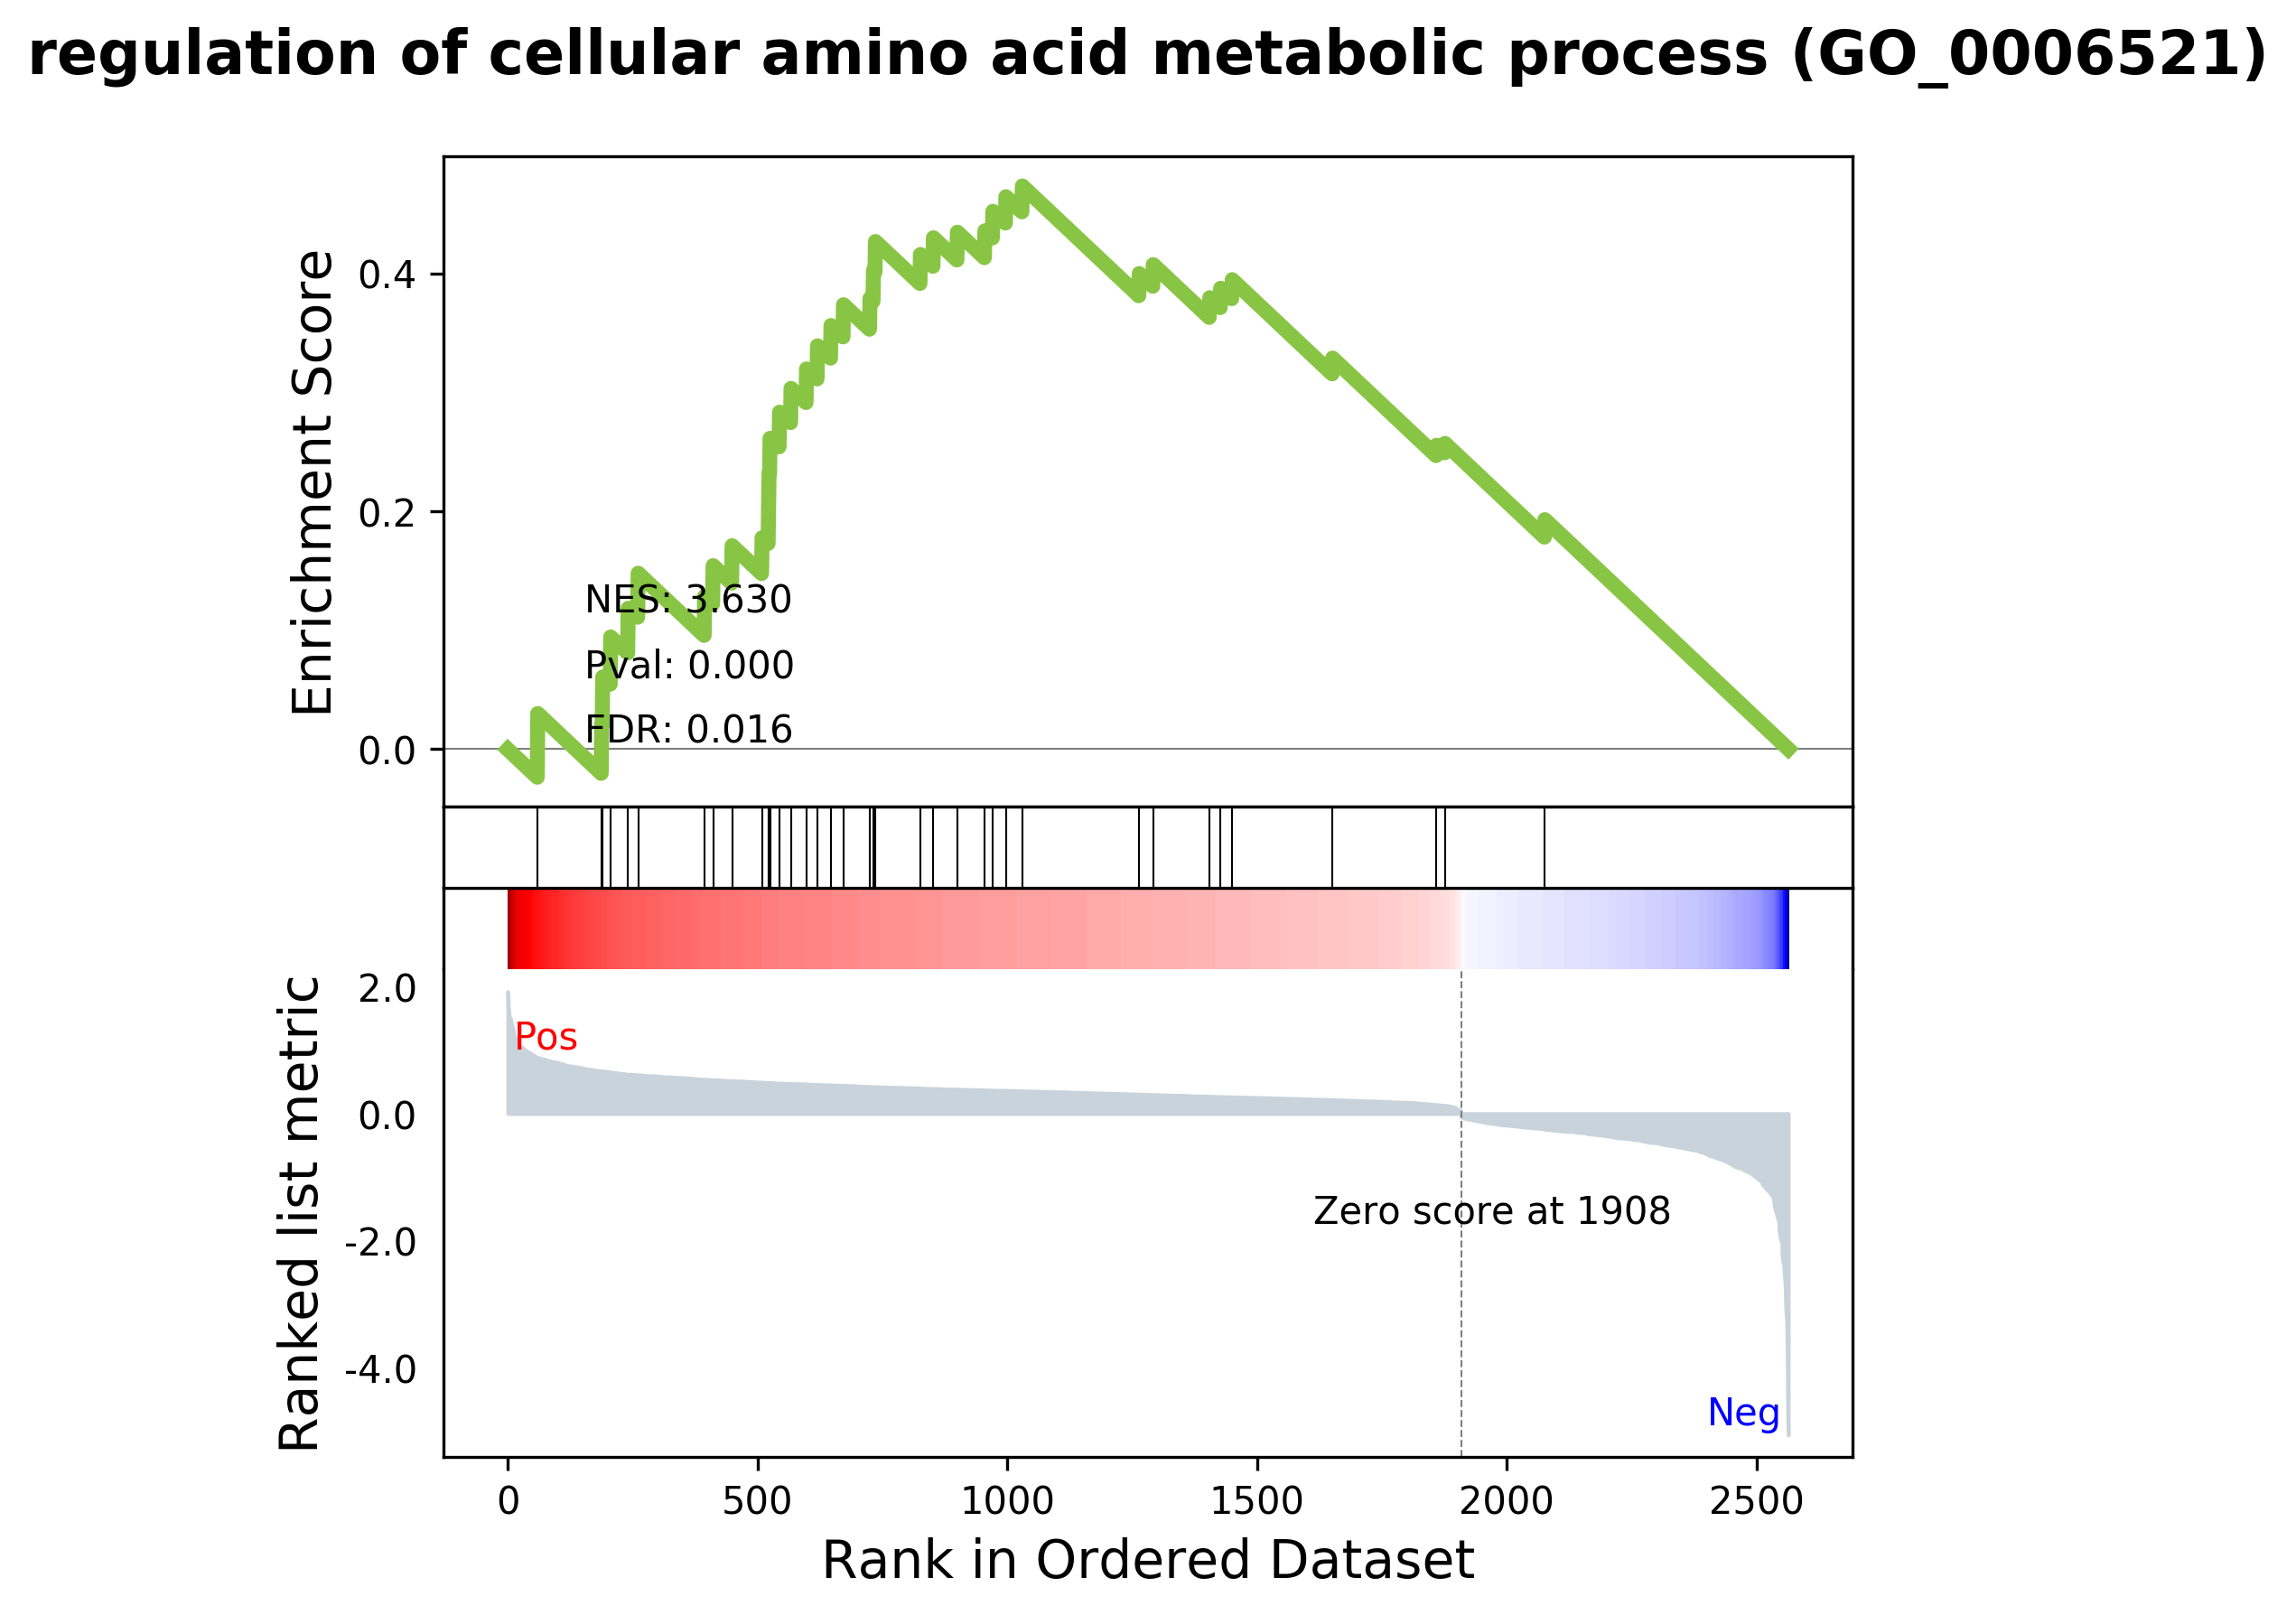 regulation of cellular amino acid metabolic process (GO_0006521)
Enrichment Score
0.4
0.2
0.0
NES: 3.630
Pval: 0.000
FDR: 0.016
Ranked list metric
2.0
0.0
-2.0
-4.0
Pos
Zero score at 1908
Neg
0 500 1000 1500 2000 2500
Rank in Ordered Dataset